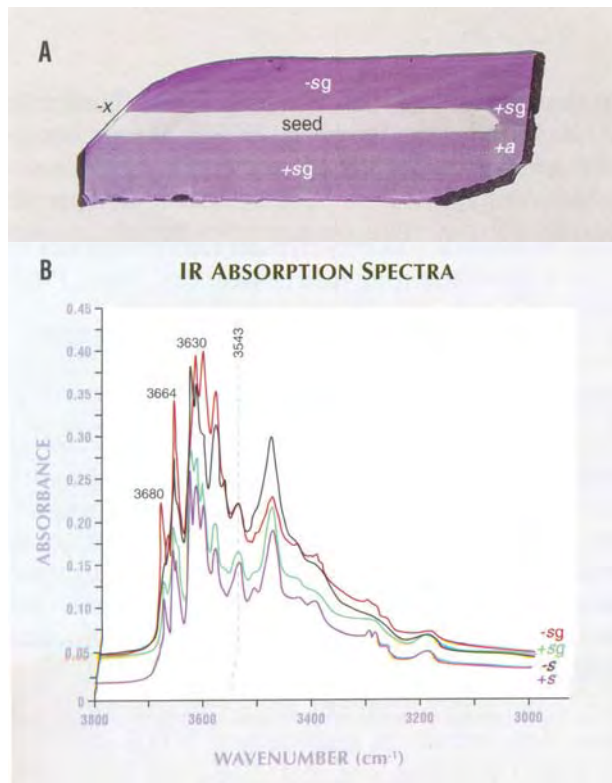 A
-sg
-x
+sg
seed
+a
+sg
B
IR ABSORPTION SPECTRA
0.45
0.40
0.35
0.30
0.25
0.20
0.15
0.10
0.05
0
3680
3664
3630
3543
-sg
+sg
-s
+s
3800
3600
3400
3200
3000
ABSORBANCE
WAVENUMBER (cm-1)